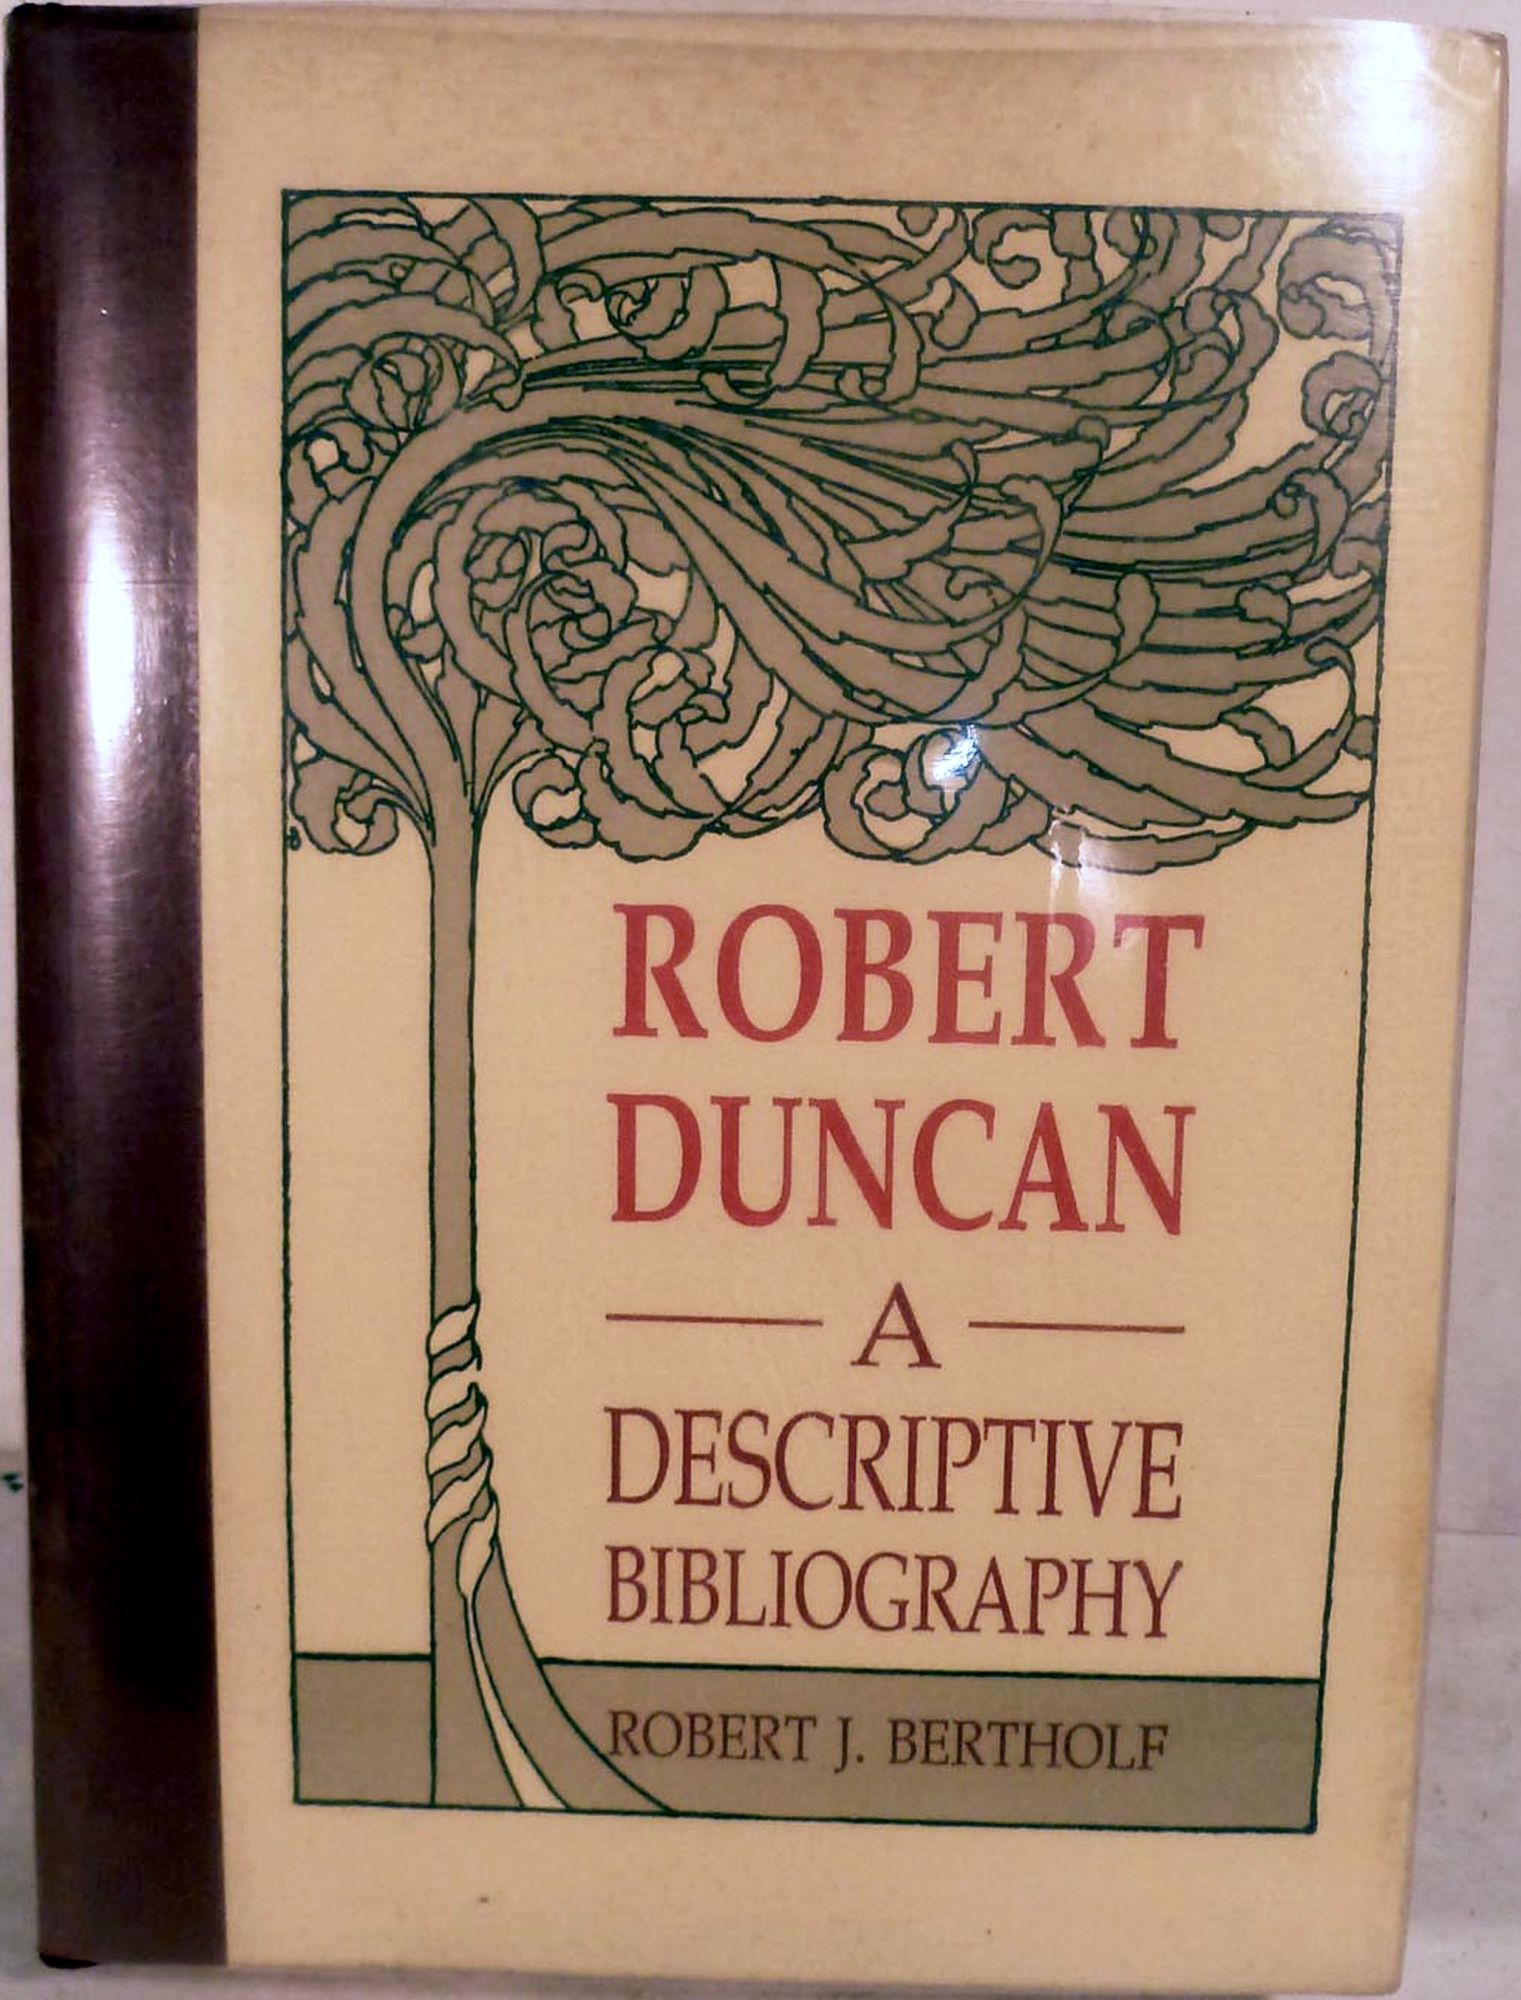 ROBERT
DUNCAN
A
DESCRIPTIVE
BIBLIOGRAPHY
ROBERT J. BERTHOLF